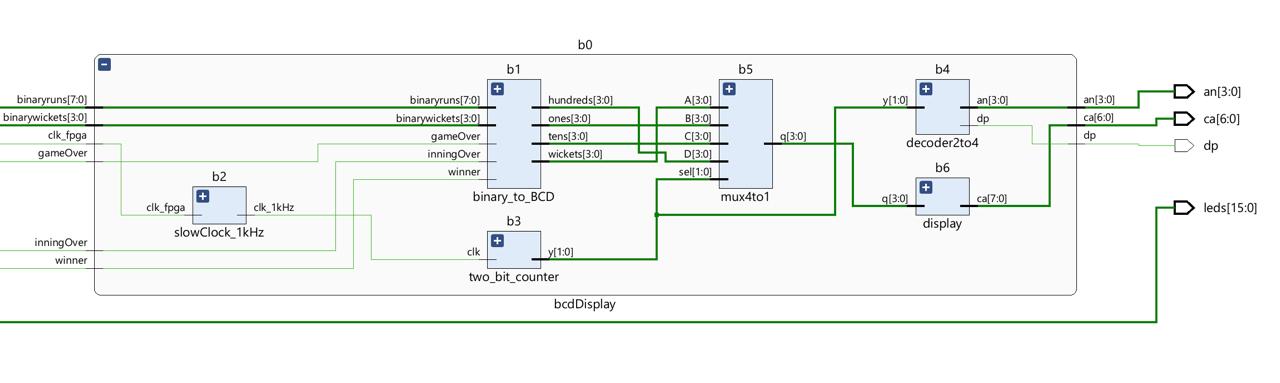 b0
b1
b5
b4
binaryruns[7:0]
binaryruns[7:0]
hundreds[3:0]
A[3:0]
y[1:0]
an[3:0]
an[3:0]
an[3:0]
binarywickets[3:0]
binarywickets[3:0]
ones[3:0]
B[3:0]
dp
ca[6:0]
ca[6:0]
clk_fpga
gameOver
tens[3:0]
C[3:0]
q[3:0]
decoder2to4
dp
dp
gameOver
inningOver
wickets[3:0]
D[3:0]
b6
b2
winner
sel[1:0]
binary_to_BCD
mux4to1
clk_fpga
clk_1kHz
q[3:0]
ca[7:0]
leds[15:0]
slowClock_1kHz
b3
display
inningOver
clk
y[1:0]
winner
two_bit_counter
bcdDisplay